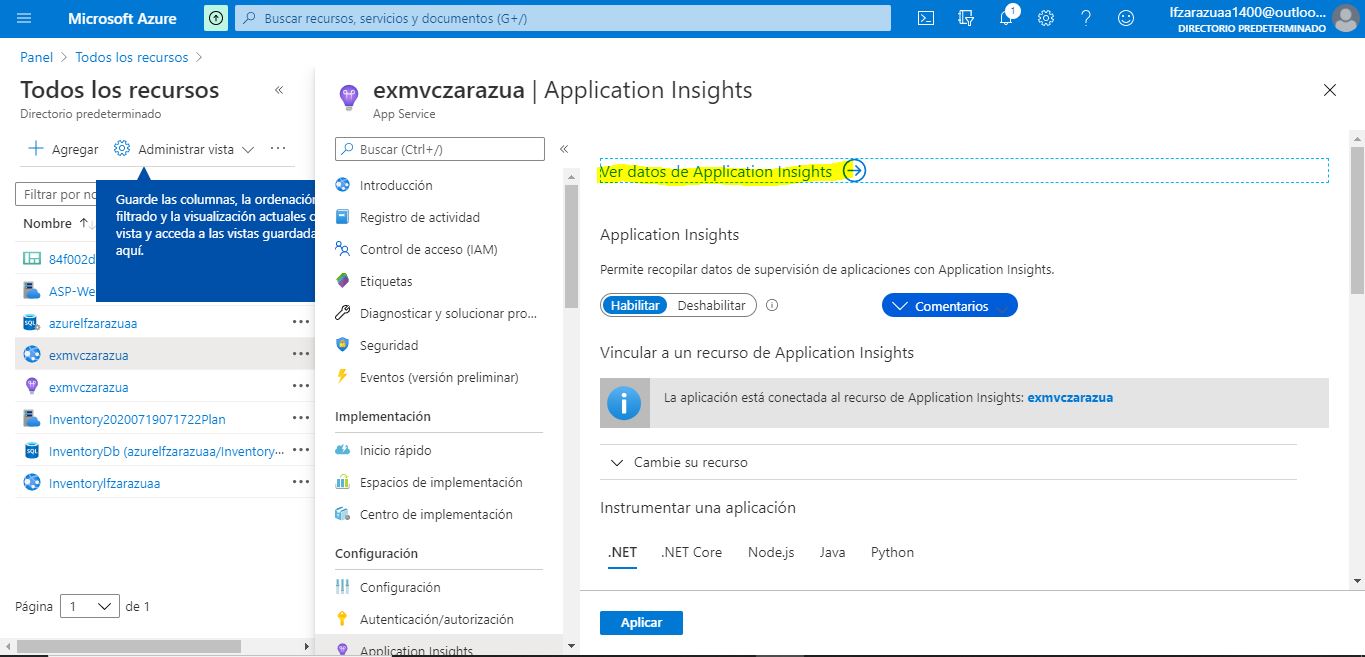 Microsoft Azure
Buscar recursos, servicios y documentos (G+/)
1
lfzarazuaa1400@outloo...
DIRECTORIO PREDETERMINADO
Panel > Todos los recursos >
Todos los recursos
«
Directorio predeterminado
Agregar
Administrar vista
...
Filtrar por no
Guarde las columnas, la ordenación
filtrado y la visualización actuales
vista y acceda a las vistas guardada
aquí.
Nombre ↑↓
84f002d
ASP-We
azurelfzarazuaa
exmvczarazua
exmvczarazua
Inventory20200719071722Plan
InventoryDb (azurelfzarazuaa/Inventory...
Inventorylfzarazuaa
Página 1 de 1
exmvczarazua | Application Insights
App Service
Buscar (Ctrl+/)
«
Introducción
Registro de actividad
Control de acceso (IAM)
Etiquetas
Diagnosticar y solucionar pro...
Seguridad
Eventos (versión preliminar)
Implementación
Inicio rápido
Espacios de implementación
Centro de implementación
Configuración
Configuración
Autenticación/autorización
Application Insights
Ver datos de Application Insights
Application Insights
Permite recopilar datos de supervisión de aplicaciones con Application Insights.
Habilitar Deshabilitar
Comentarios
Vincular a un recurso de Application Insights
La aplicación está conectada al recurso de Application Insights: exmvczarazua
Cambie su recurso
Instrumentar una aplicación
.NET .NET Core Node.js Java Python
Aplicar